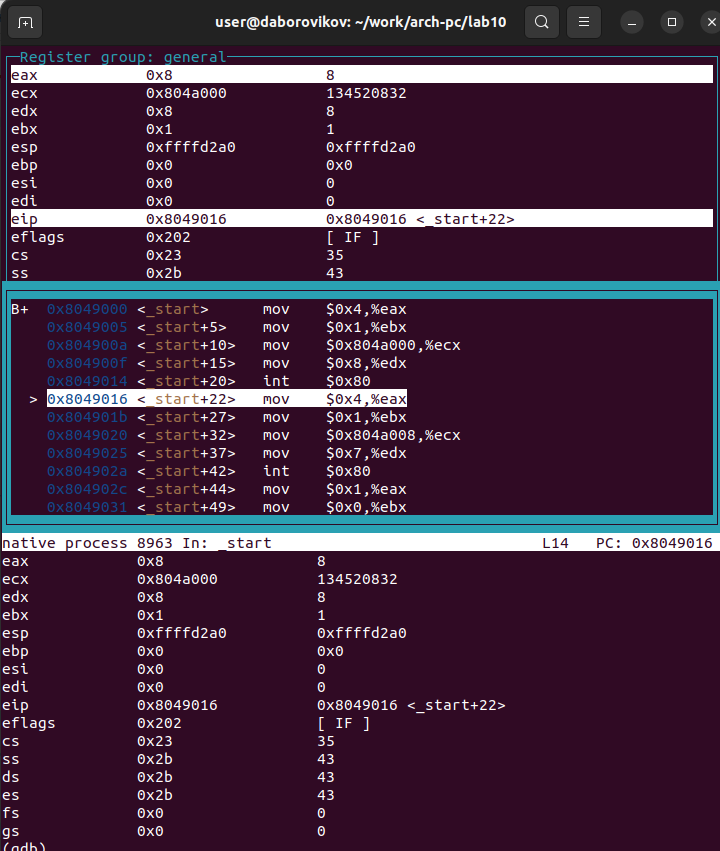 user@daborovikov: ~/work/arch-pc/lab10
Register group: general
eax 0x8 8
ecx 0x804a000 134520832
edx 0x8 8
ebx 0x1 1
esp 0xffffd2a0 0xffffd2a0
ebp 0x0 0x0
esi 0x0 0
edi 0x0 0
eip 0x8049016 0x8049016 <_start+22>
eflags 0x202 [ IF ]
cs 0x23 35
ss 0x2b 43
B+ 0x8049000 <_start> mov $0x4,%eax
0x8049005 <_start+5> mov $0x1,%ebx
0x804900a <_start+10> mov $0x804a000,%ecx
0x804900f <_start+15> mov $0x8,%edx
0x8049014 <_start+20> int $0x80
> 0x8049016 <_start+22> mov $0x4,%eax
0x804901b <_start+27> mov $0x1,%ebx
0x8049020 <_start+32> mov $0x804a008,%ecx
0x8049025 <_start+37> mov $0x7,%edx
0x804902a <_start+42> int $0x80
0x804902c <_start+44> mov $0x1,%eax
0x8049031 <_start+49> mov $0x0,%ebx
native process 8963 In: _start L14 PC: 0x8049016
eax 0x8 8
ecx 0x804a000 134520832
edx 0x8 8
ebx 0x1 1
esp 0xffffd2a0 0xffffd2a0
ebp 0x0 0x0
esi 0x0 0
edi 0x0 0
eip 0x8049016 0x8049016 <_start+22>
eflags 0x202 [ IF ]
cs 0x23 35
ss 0x2b 43
ds 0x2b 43
es 0x2b 43
fs 0x0 0
gs 0x0 0
(gdb)